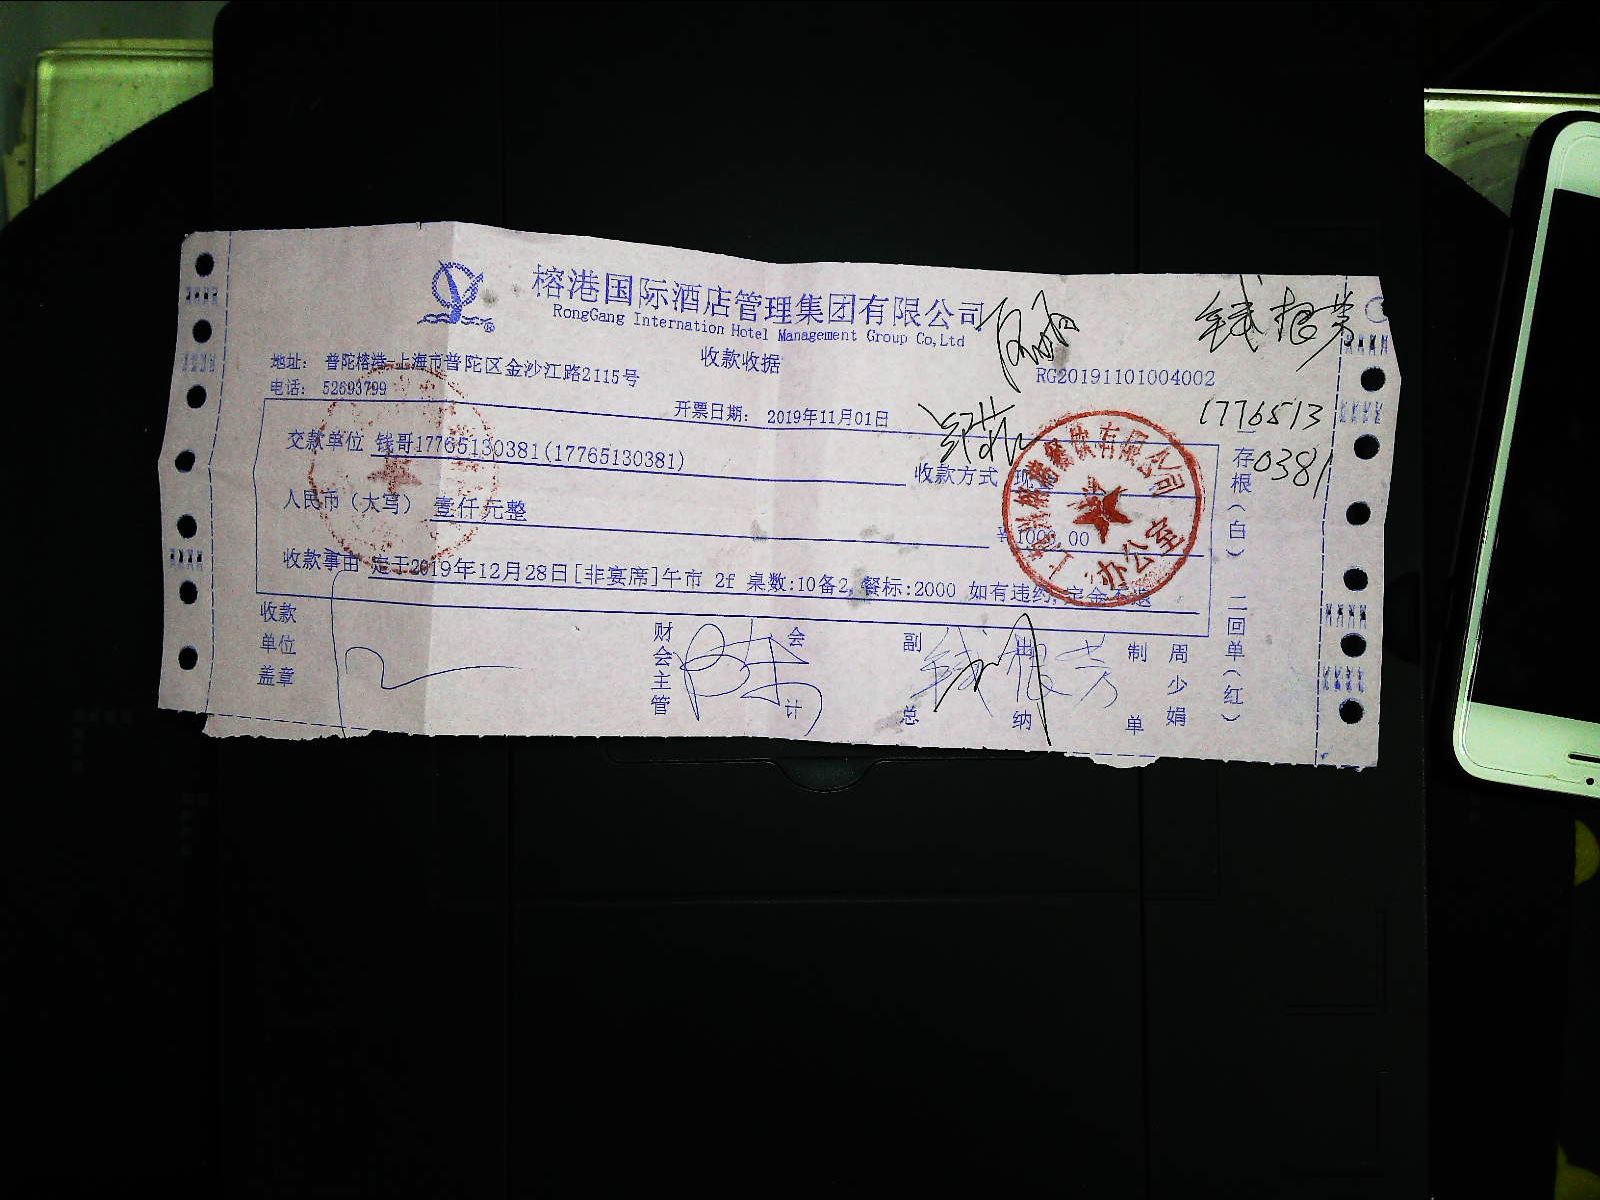 榕港国际酒店管理集团有限公司
RongGang Internation Hotel Management Group Co,Ltd
收款收据
钱根芳
地址： 普陀榕港-上海市普陀区金沙江路2115号
RG20191101004002
电话： 52693799
开票日期： 2019年11月01日
1776513
0381
交款单位 钱哥17765130381(17765130381)
收款方式 现
人民币（大写） 壹仟元整
¥1000.00
收款事由 定于2019年12月28日[非宴席]午市 2f 桌数:10备2,餐标:2000 如有违约,定金不退
有限公司
办公室
存根（白） 二回单（红）
收款单位盖章
财会主管
会计
副总
钱根芳
出纳
制单
周少娟